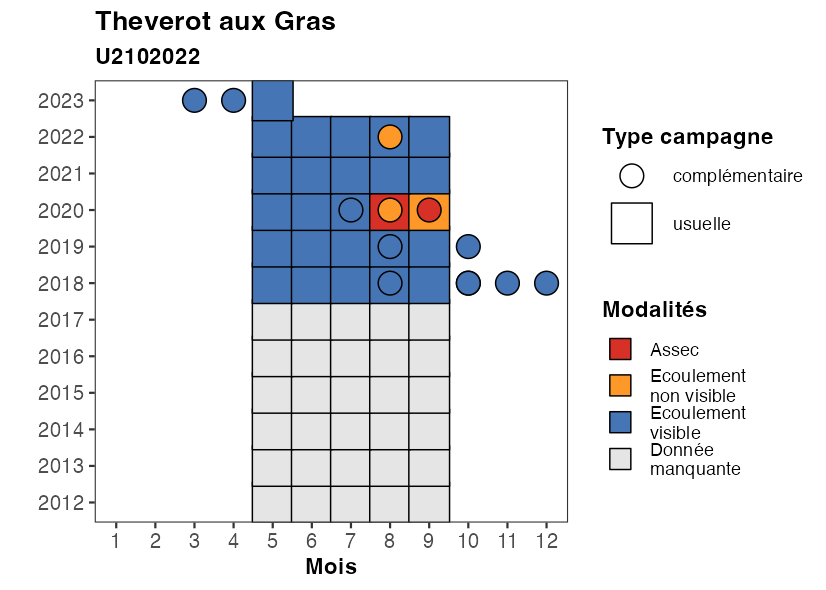 Theverot aux Gras
U2102022
2023
2022
2021
2020
2019
2018
2017
2016
2015
2014
2013
2012
1 2 3 4 5 6 7 8 9 10 11 12
Mois
Type campagne
complémentaire
usuelle
Modalités
Assec
Ecoulement
non visible
Ecoulement
visible
Donnée
manquante